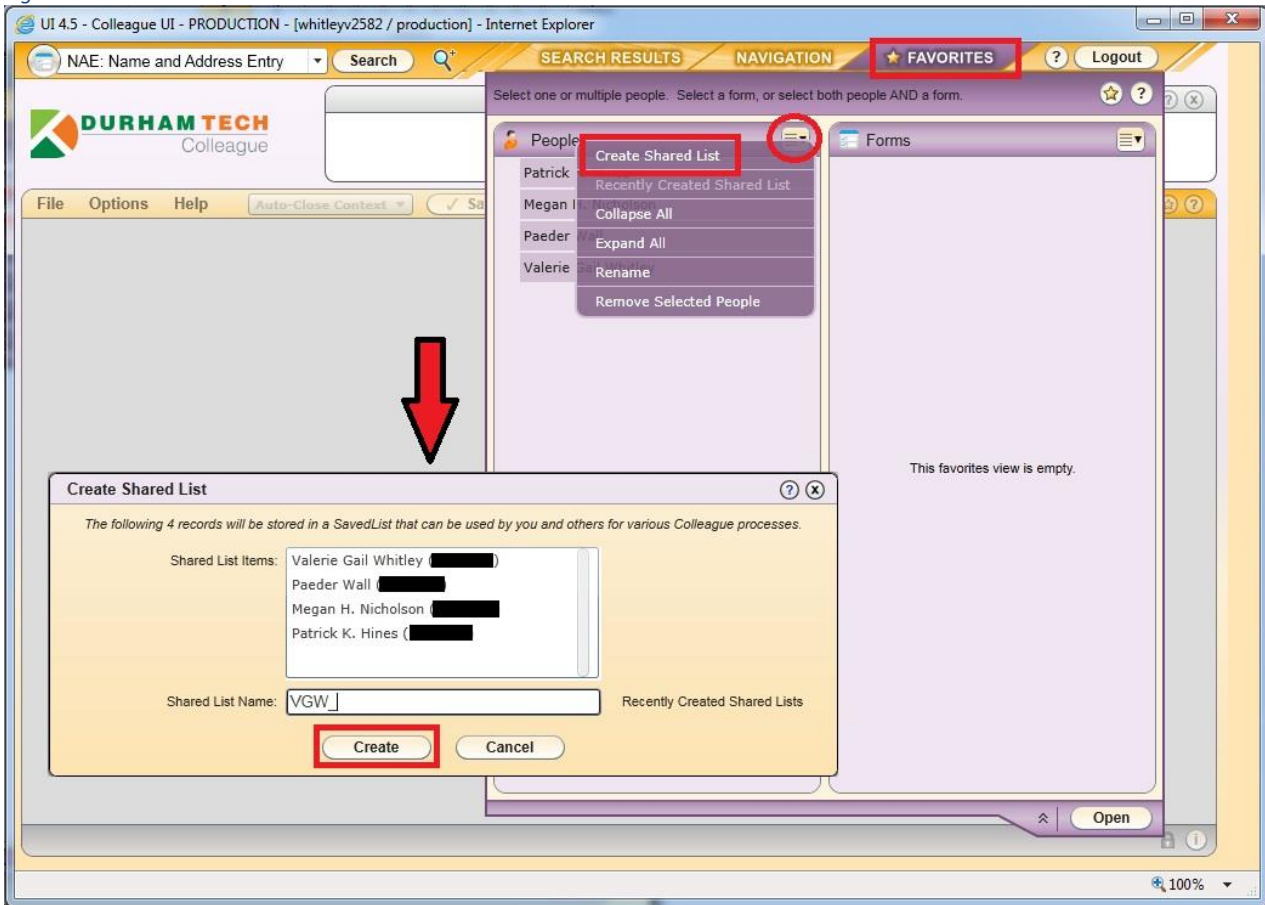 UI 4.5 - Colleague UI - PRODUCTION - [whitleyv2582 / production] - Internet Explorer
NAE: Name and Address Entry Search SEARCH RESULTS NAVIGATION FAVORITES ? Logout
Select one or multiple people. Select a form, or select both people AND a form. ?
DURHAM TECH
Colleague
People Forms
Create Shared List
Patrick
Recently Created Shared List
File Options Help Auto-Close Context Sa
Megan H. Nicholson
Collapse All
Paeder Wall
Expand All
Valerie Gail Whitley
Rename
Remove Selected People
This favorites view is empty.
Create Shared List ? x
The following 4 records will be stored in a SavedList that can be used by you and others for various Colleague processes.
Shared List Items: Valerie Gail Whitley ( )
Paeder Wall (
Megan H. Nicholson (
Patrick K. Hines (
Shared List Name: VGW_ Recently Created Shared Lists
Create Cancel
Open
100%